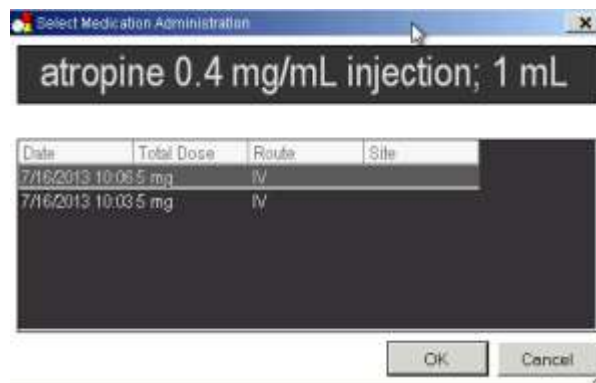 Select Medication Administration
atropine 0.4 mg/mL injection; 1 mL
Date Total Dose Route Site
7/16/2013 10:06 5 mg IV
7/16/2013 10:03 5 mg IV
OK Cancel